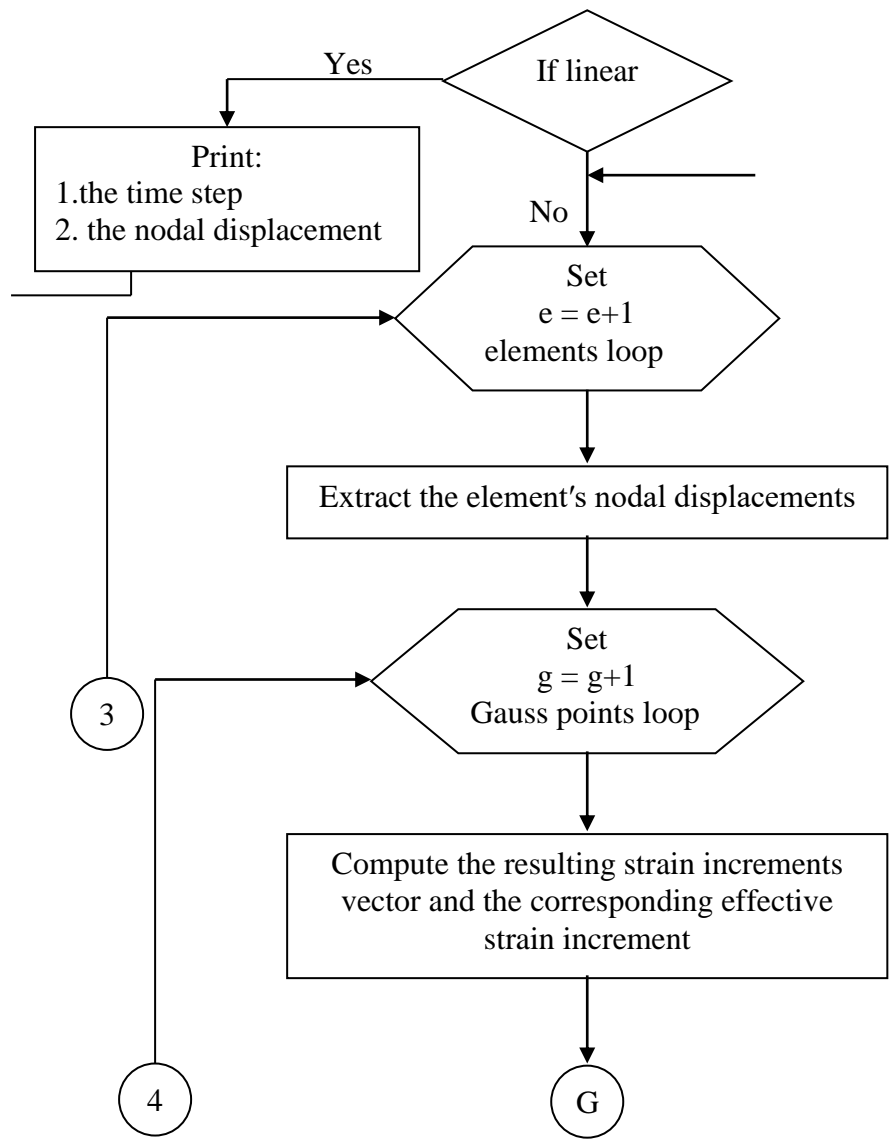 If linear
Yes
Print:
1.the time step
2. the nodal displacement
No
Set
e = e+1
elements loop
Extract the element′s nodal displacements
Set
g = g+1
Gauss points loop
3
Compute the resulting strain increments
vector and the corresponding effective
strain increment
4
G